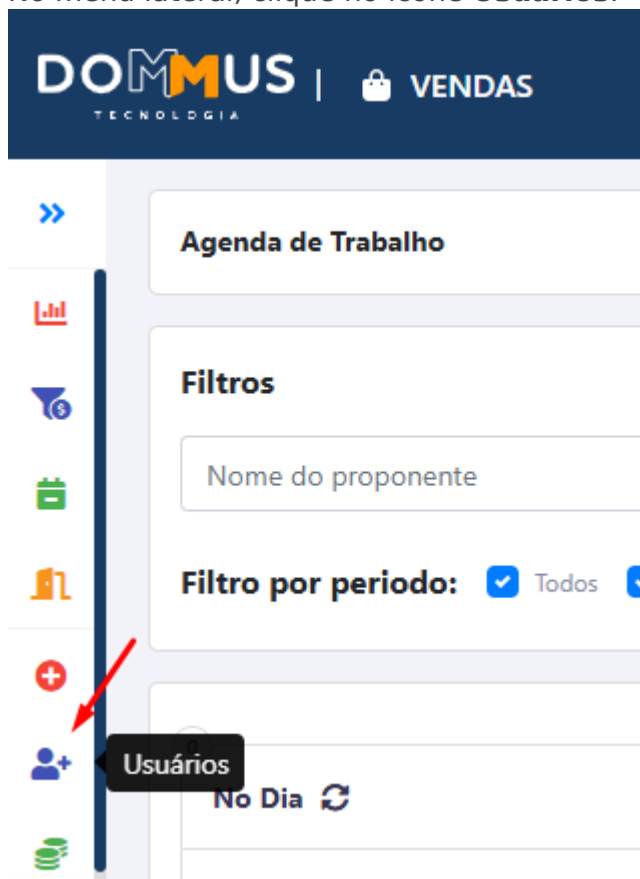 DOMMUS | VENDAS
TECNOLOGIA
Agenda de Trabalho
Filtros
Nome do proponente
Filtro por periodo: Todos
Usuários
No Dia